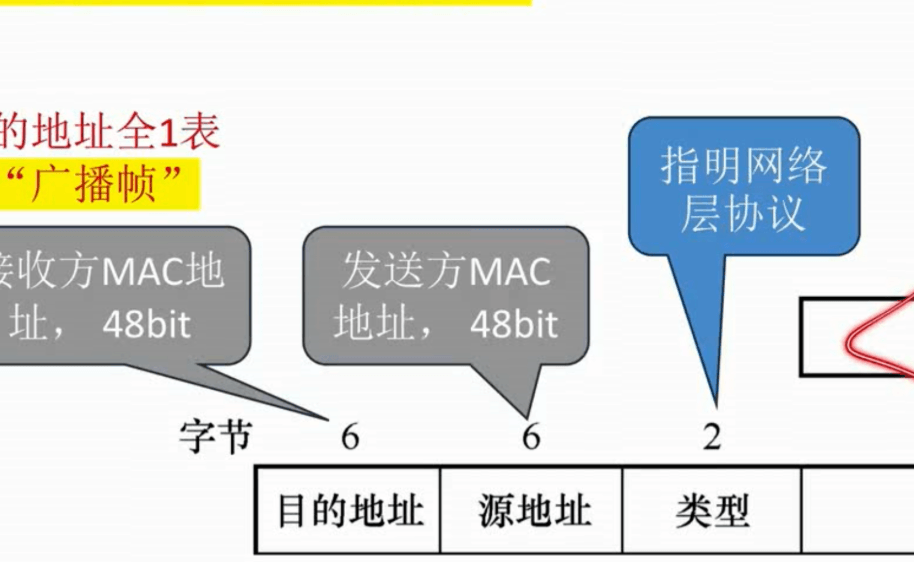 的地址全1表
“广播帧”
指明网络
层协议
接收方MAC地
址， 48bit
发送方MAC
地址， 48bit
字节 6 6 2
目的地址 源地址 类型